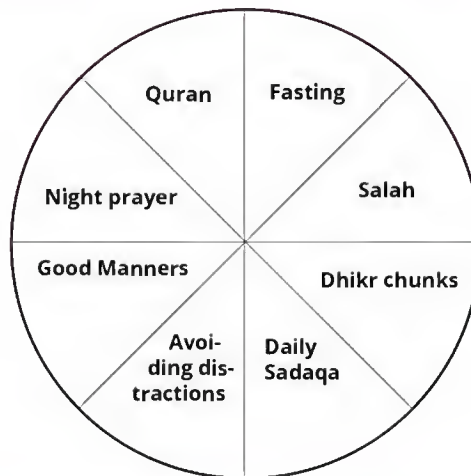 Quran
Fasting
Night prayer
Salah
Good Manners
Dhikr chunks
Avoi-
ding dis-
tractions
Daily
Sadaqa